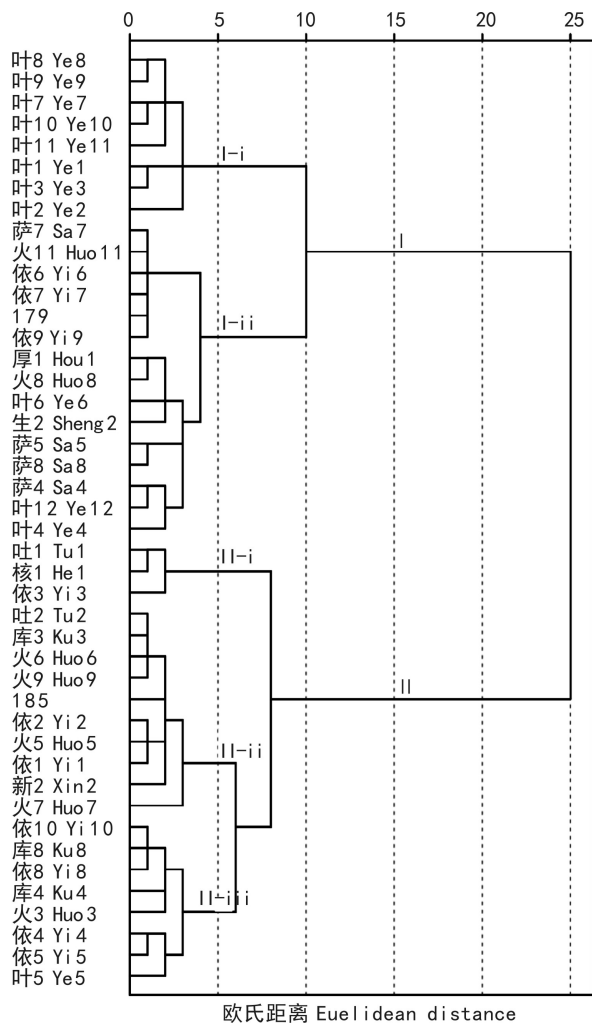 0 5 10 15 20 25
叶8 Ye8
叶9 Ye9
叶7 Ye7
叶10 Ye10
叶11 Ye11
I-i
叶1 Ye1
叶3 Ye3
叶2 Ye2
萨7 Sa7
I
火11 Huo11
依6 Yi6
依7 Yi7
179
I-ii
依9 Yi9
厚1 Hou1
火8 Huo8
叶6 Ye6
生2 Sheng2
萨5 Sa5
萨8 Sa8
萨4 Sa4
叶12 Ye12
叶4 Ye4
吐1 Tu1
II-i
核1 He1
依3 Yi3
吐2 Tu2
库3 Ku3
火6 Huo6
火9 Huo9
II
185
依2 Yi2
火5 Huo5
II-ii
依1 Yi1
新2 Xin2
火7 Huo7
依10 Yi10
库8 Ku8
依8 Yi8
库4 Ku4
II-iii
火3 Huo3
依4 Yi4
依5 Yi5
叶5 Ye5
欧氏距离 Euelidean distance